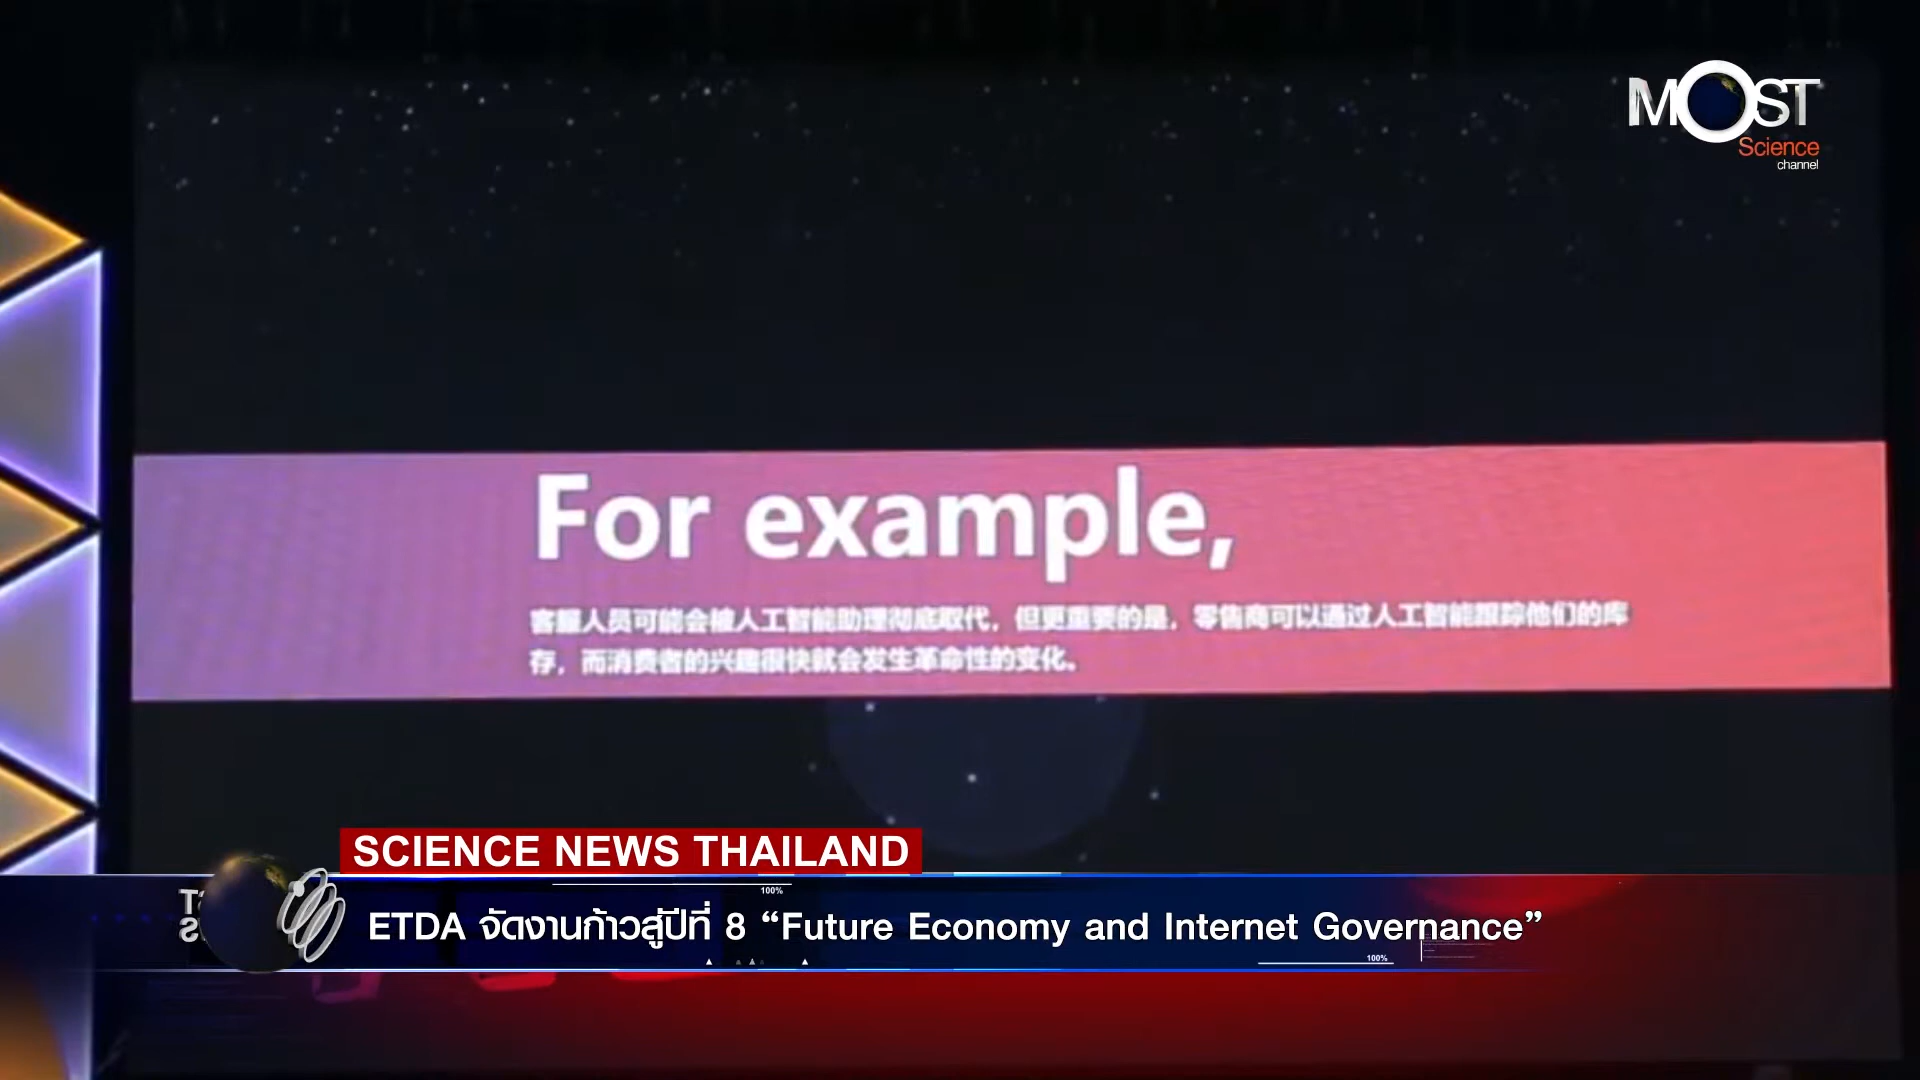 MOST
Science
channel
For example,
客服人员可能会被人工智能助理彻底取代，但更重要的是，零售商可以通过人工智能跟踪他们的库
存，而消费者的兴趣很快就会发生革命性的变化。
SCIENCE NEWS THAILAND
100%
ETDA จัดงานก้าวสู่ปีที่ 8 “Future Economy and Internet Governance”
100%